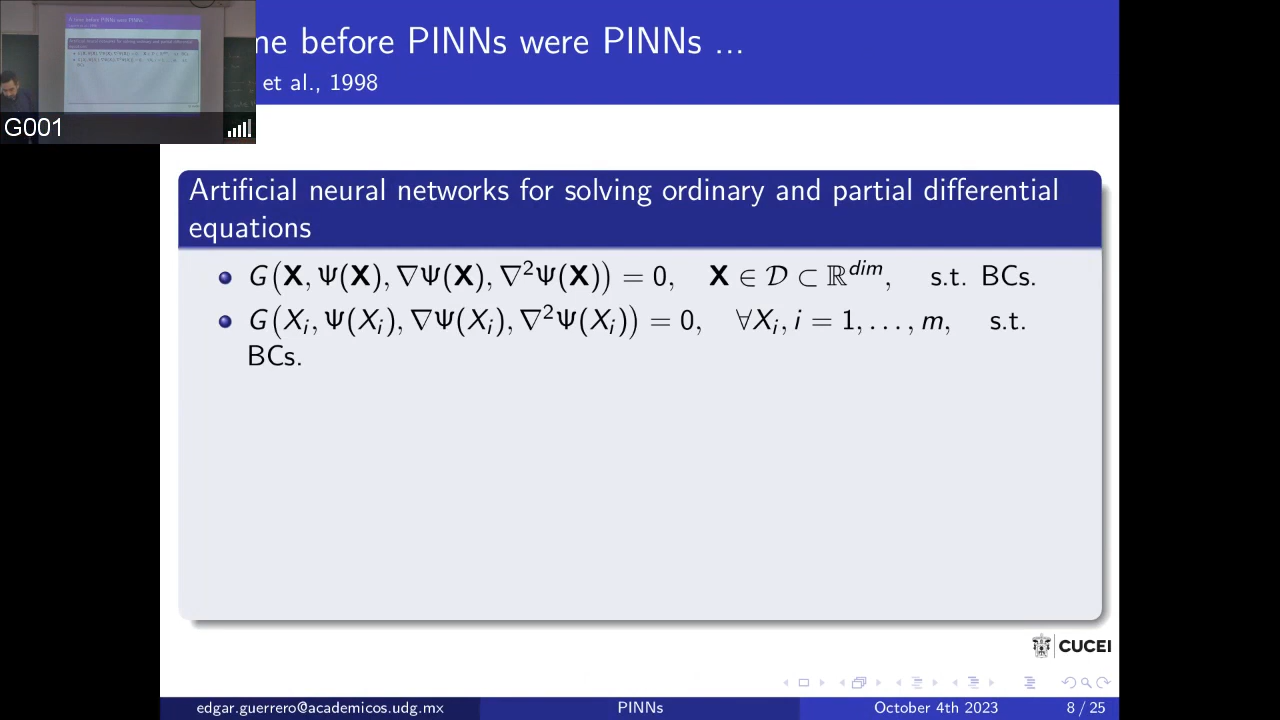 me before PINNs were PINNs ...
et al., 1998
G001
Artificial neural networks for solving ordinary and partial differential
equations
G(X, Ψ(X), ∇Ψ(X), ∇²Ψ(X)) = 0, X ∈ 𝒟 ⊂ ℝ^dim, s.t. BCs.
G(X_i, Ψ(X_i), ∇Ψ(X_i), ∇²Ψ(X_i)) = 0, ∀X_i, i = 1, . . . , m, s.t.
BCs.
CUCEI
edgar.guerrero@academicos.udg.mx PINNs October 4th 2023 8 / 25